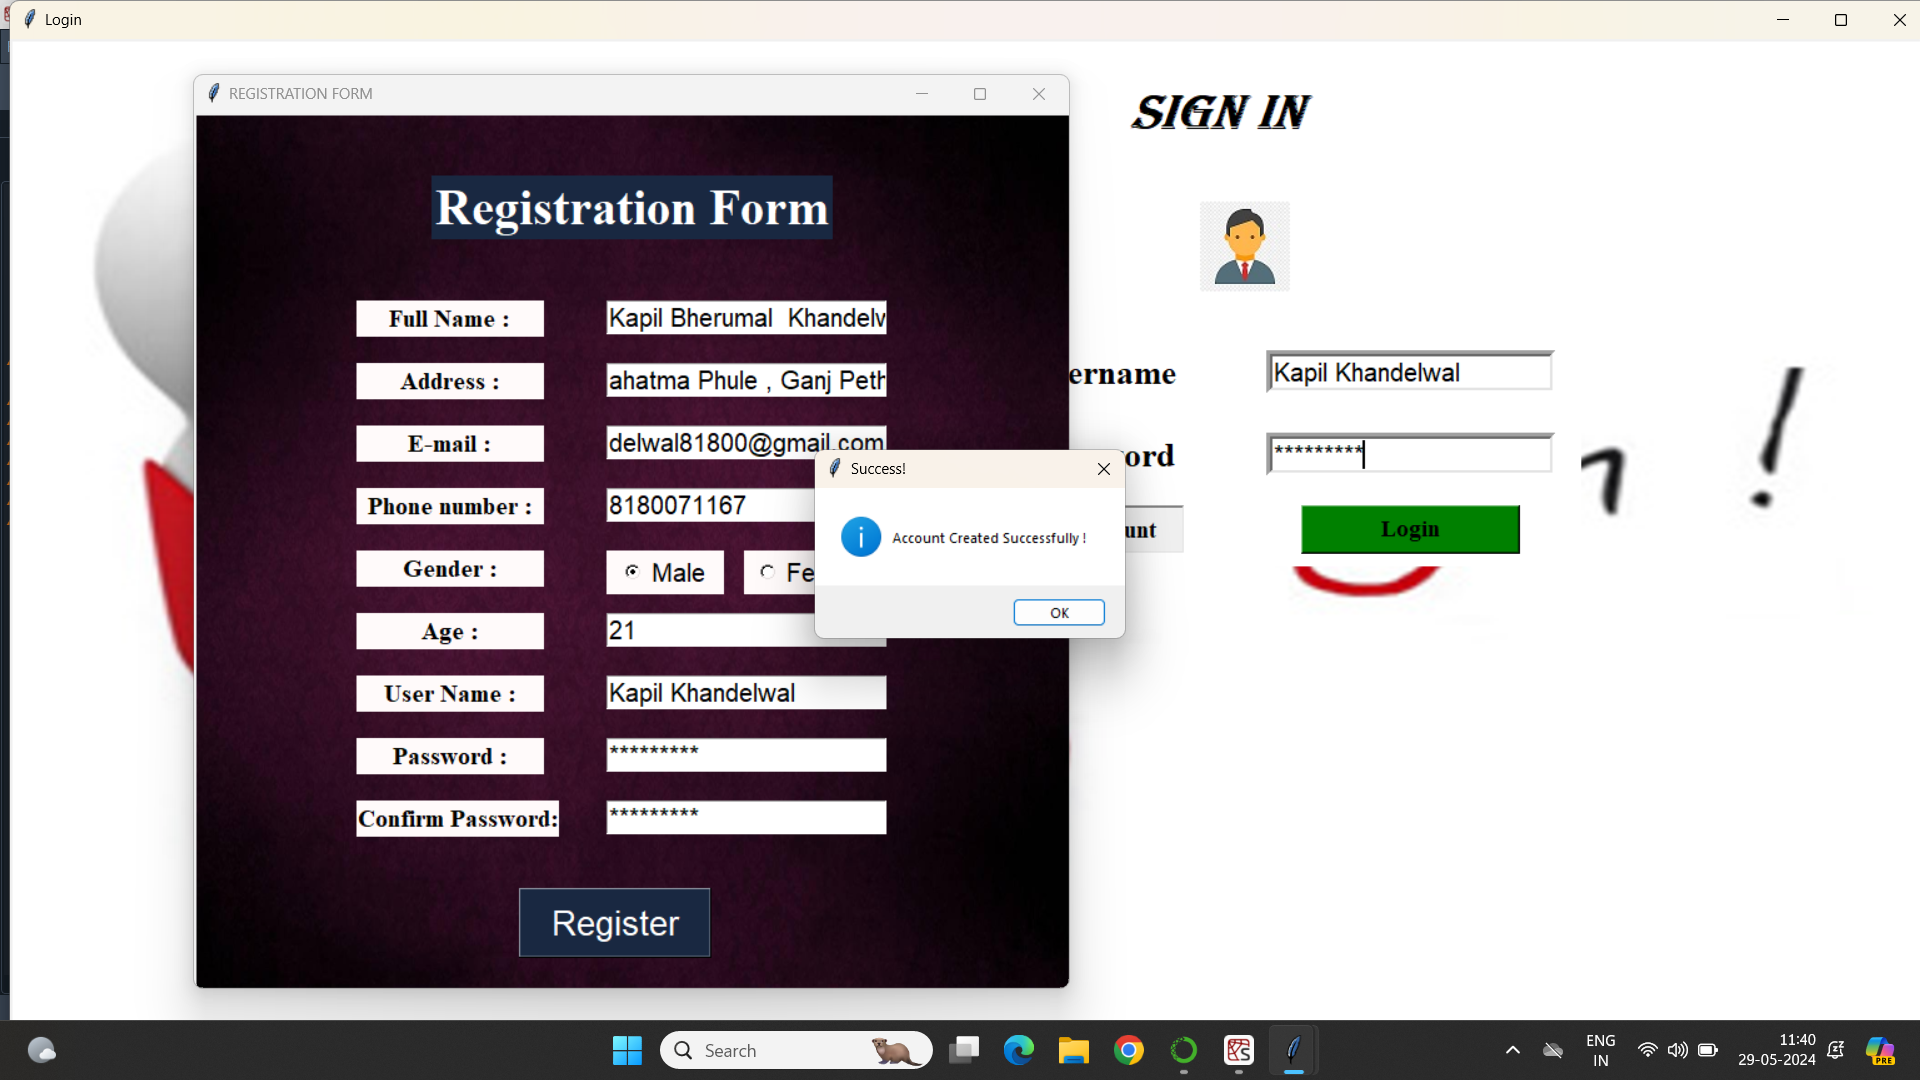 Login
REGISTRATION FORM
SIGN IN
Registration Form
Full Name :
Kapil Bherumal  Khandelw
Address :
ahatma Phule , Ganj Peth
ername
Kapil Khandelwal
E-mail :
delwal81800@gmail.com
ord
*********
Success!
Phone number :
8180071167
unt
Login
Account Created Successfully !
Gender :
Male
Fe
OK
Age :
21
User Name :
Kapil Khandelwal
Password :
*********
Confirm Password:
*********
Register
Search
ENG
IN
11:40
29-05-2024
PRE